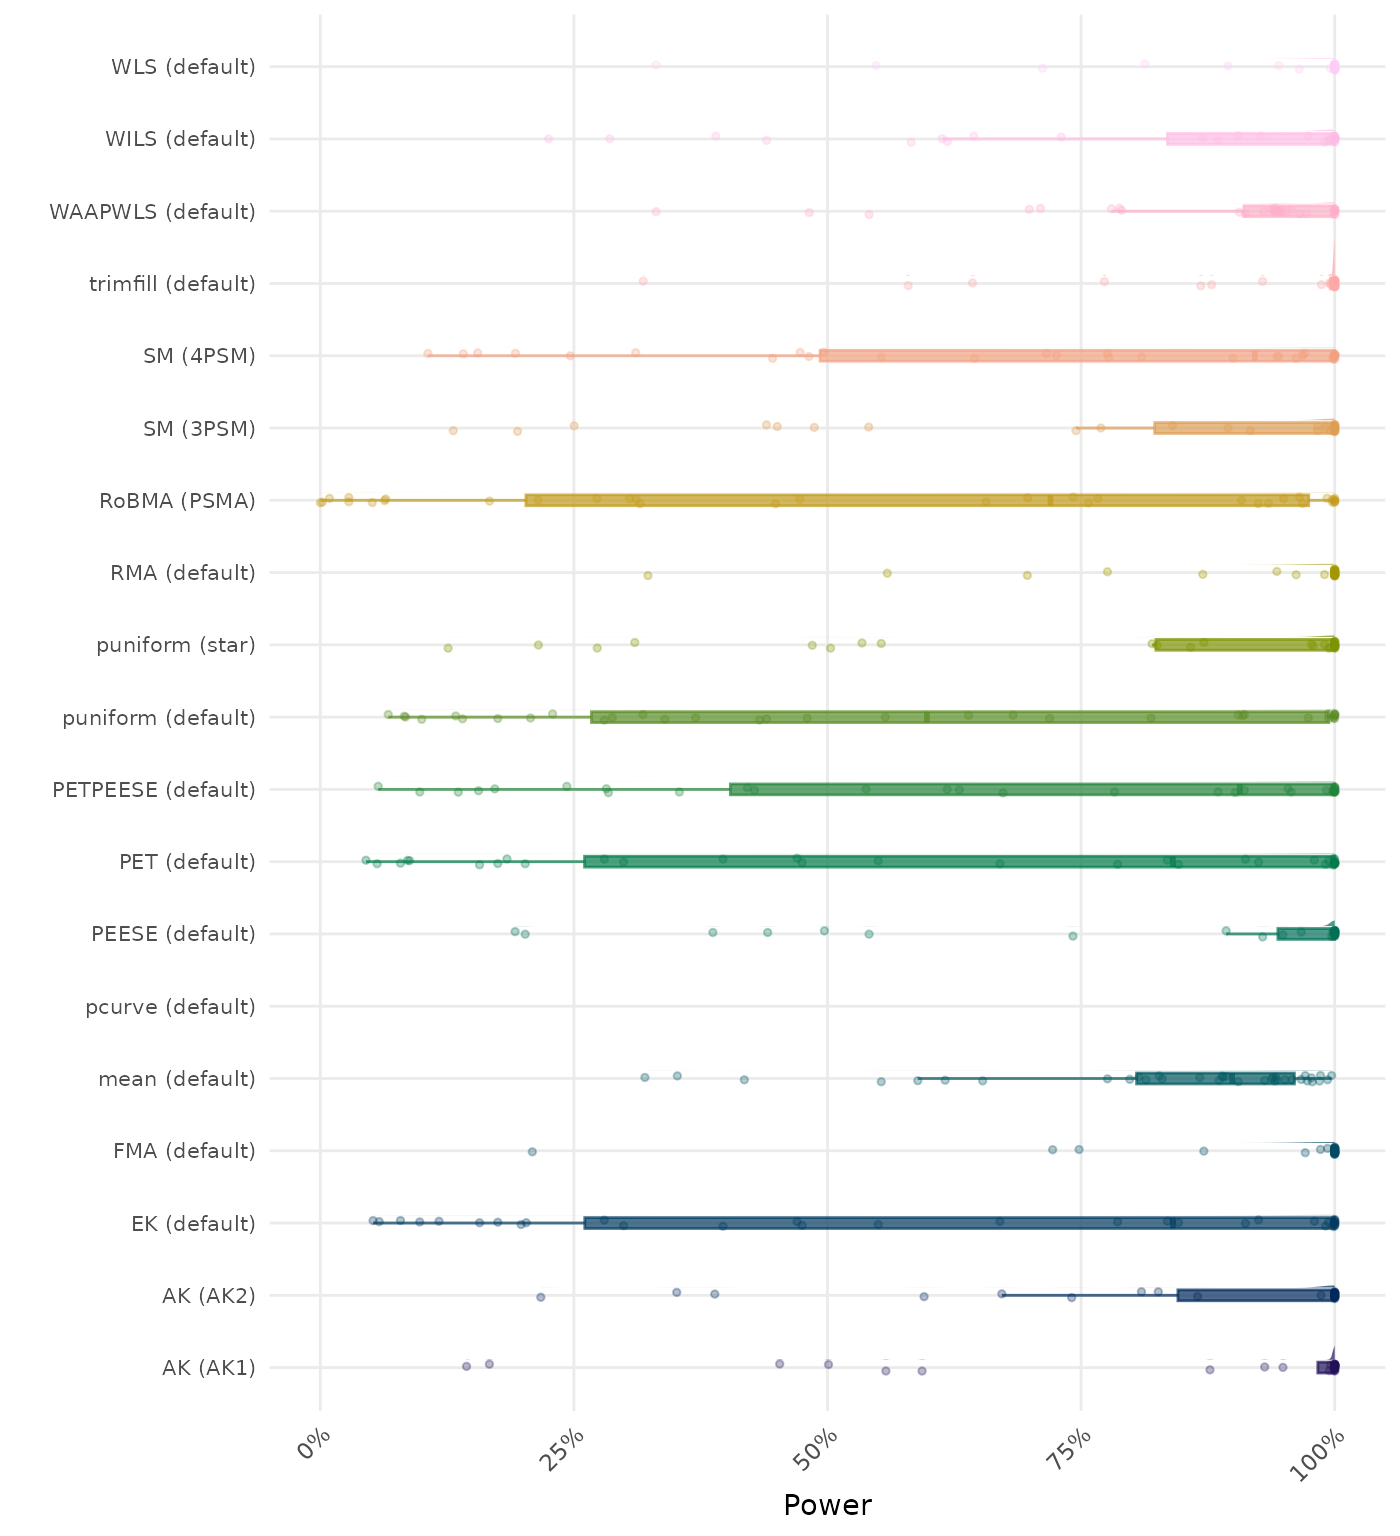 WLS (default)
WILS (default)
WAAPWLS (default)
trimfill (default)
SM (4PSM)
SM (3PSM)
RoBMA (PSMA)
RMA (default)
puniform (star)
puniform (default)
PETPEESE (default)
PET (default)
PEESE (default)
pcurve (default)
mean (default)
FMA (default)
EK (default)
AK (AK2)
AK (AK1)
0% 25% 50% 75% 100%
Power